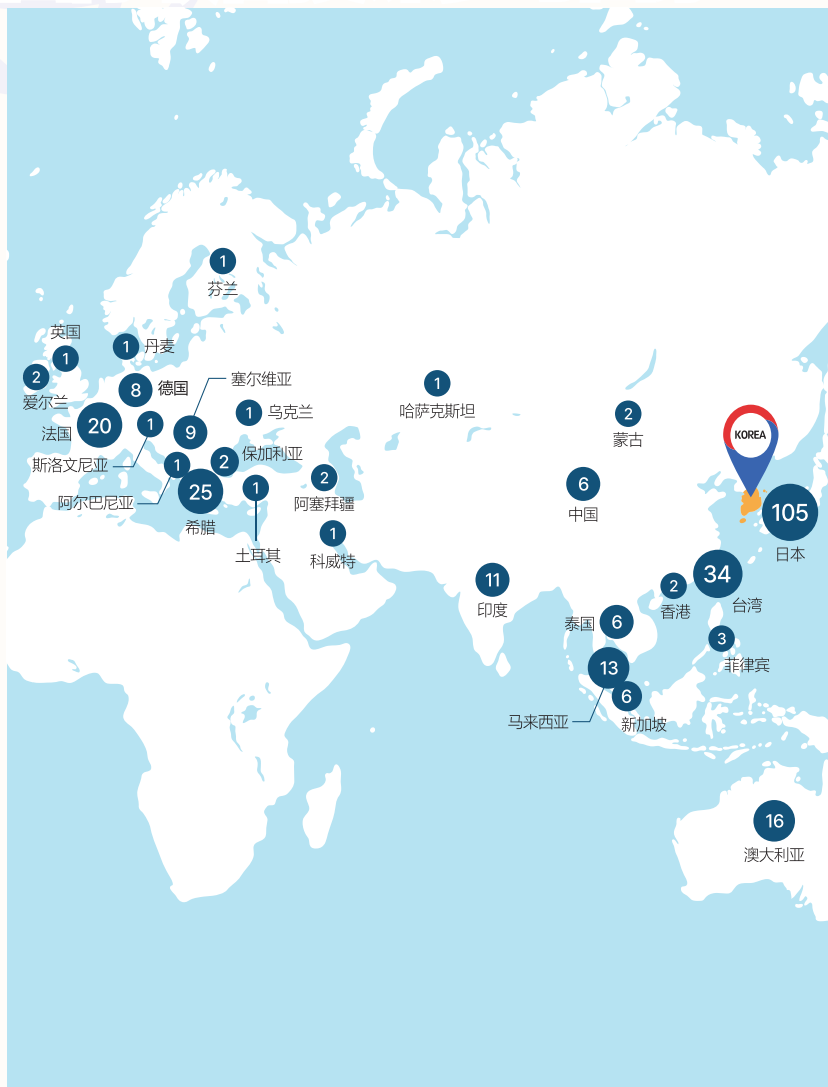 1
芬兰
英国
1
1
丹麦
2
爱尔兰
8
德国
塞尔维亚
1
哈萨克斯坦
20
法国
1
斯洛文尼亚
9
1
乌克兰
2
蒙古
KOREA
1
阿尔巴尼亚
2
保加利亚
25
希腊
1
土耳其
2
阿塞拜疆
6
中国
105
日本
1
科威特
11
印度
2
香港
34
台湾
泰国
6
3
菲律宾
13
马来西亚
6
新加坡
16
澳大利亚